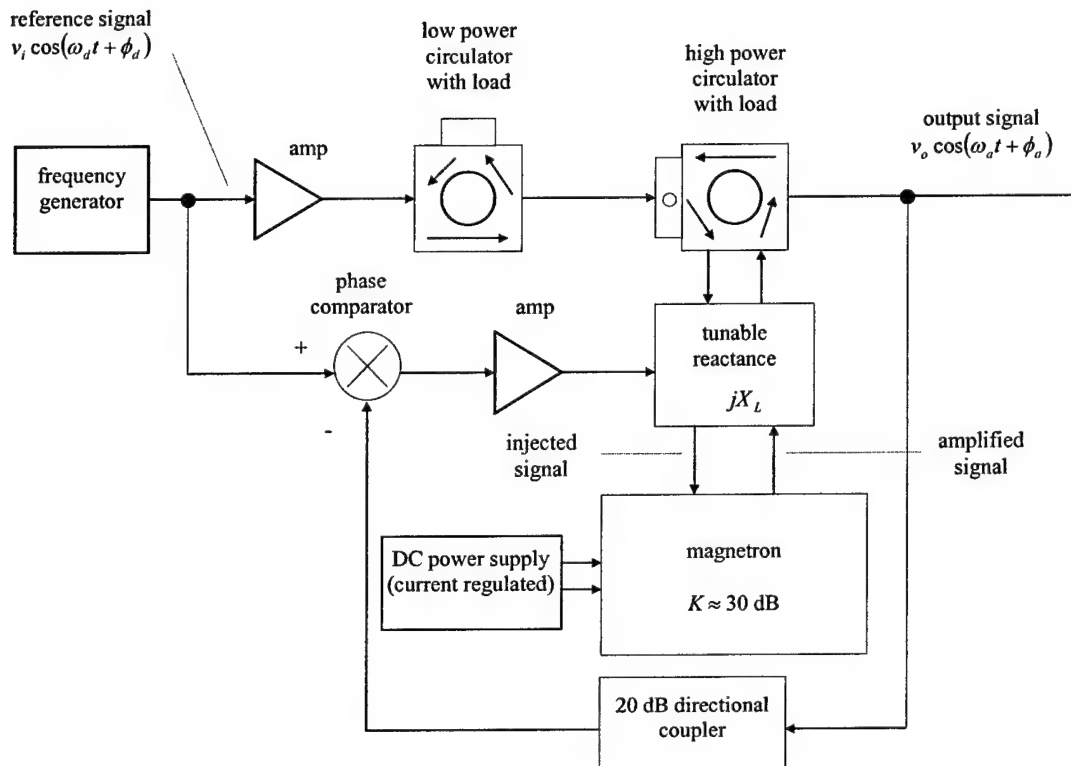 reference signal
v_i cos(ω_d t + ϕ_d)
low power
circulator
with load
high power
circulator
with load
output signal
v_o cos(ω_a t + ϕ_a)
amp
frequency
generator
phase
comparator
amp
+
-
tunable
reactance
jX_L
injected
signal
amplified
signal
DC power supply
(current regulated)
magnetron
K ≈ 30 dB
20 dB directional
coupler